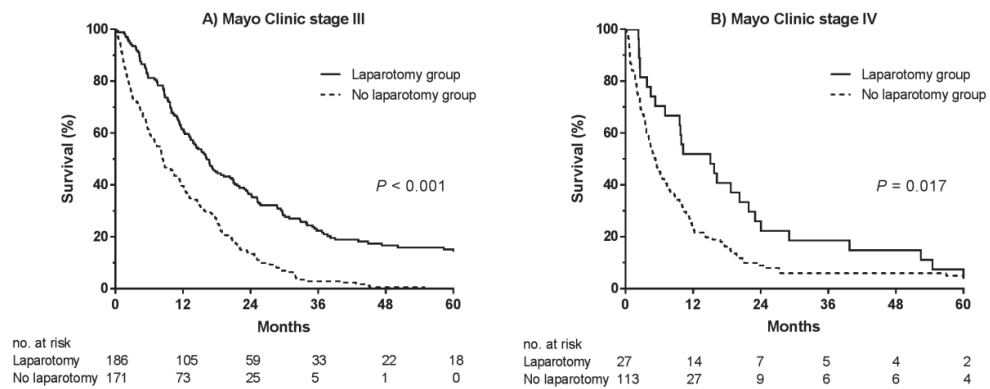 A) Mayo Clinic stage III
100
80
60
40
20
0
Survival (%)
Laparotomy group
No laparotomy group
P < 0.001
0 12 24 36 48 60
Months
no. at risk
Laparotomy 186 105 59 33 22 18
No laparotomy 171 73 25 5 1 0
B) Mayo Clinic stage IV
100
80
60
40
20
0
Survival (%)
Laparotomy group
No laparotomy group
P = 0.017
0 12 24 36 48 60
Months
no. at risk
Laparotomy 27 14 7 5 4 2
No laparotomy 113 27 9 6 6 4